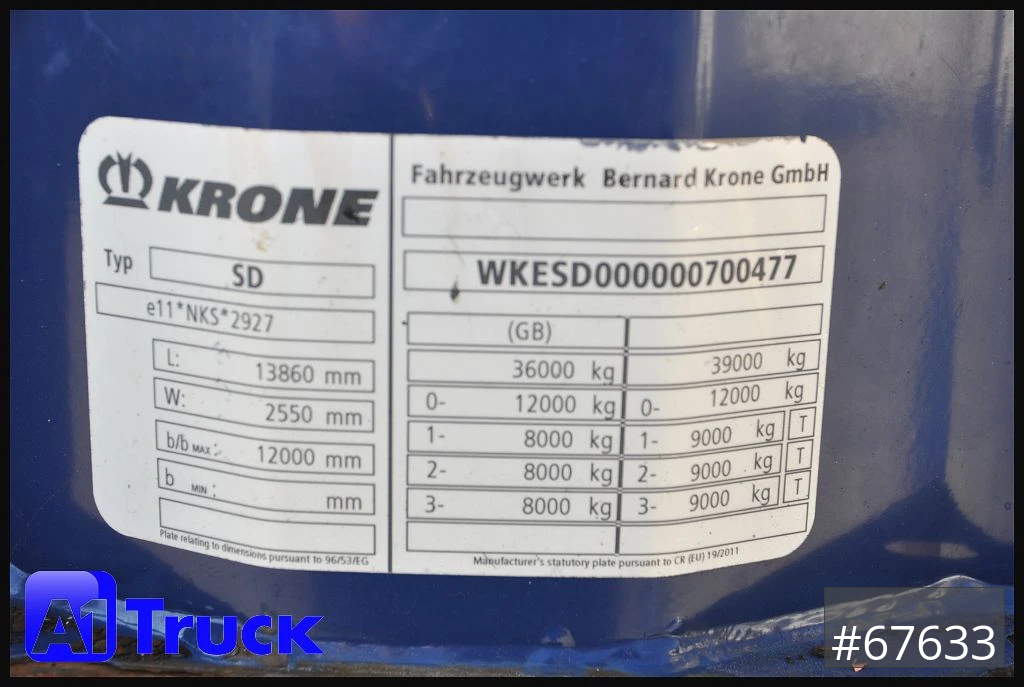 KRONE
Typ SD
e11*NKS*2927
L: 13860 mm
W: 2550 mm
b/b MAX : 12000 mm
b MIN : mm
Plate relating to dimensions pursuant to 96/53/EG
Fahrzeugwerk Bernard Krone GmbH
WKESD000000700477
(GB)
36000 kg 39000 kg
0- 12000 kg 0- 12000 kg
1- 8000 kg 1- 9000 kg T
2- 8000 kg 2- 9000 kg T
3- 8000 kg 3- 9000 kg T
Manufacturer's statutory plate pursuant to CR (EU) 19/2011
A1 Truck
#67633